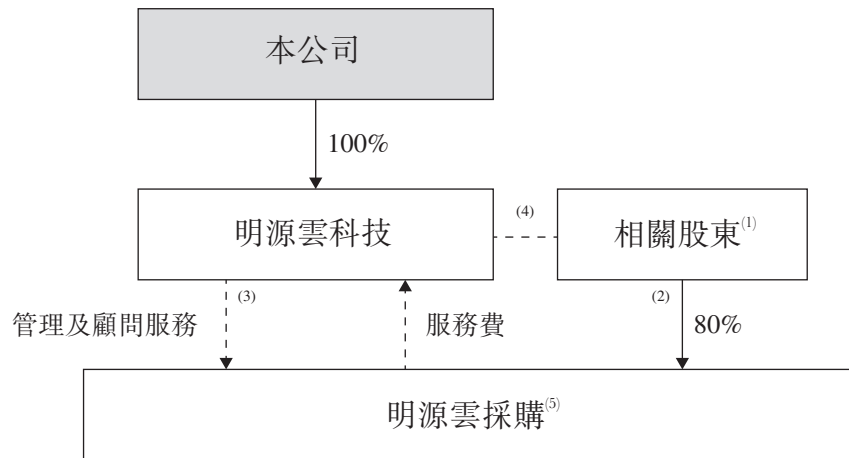 本公司
100%
明源雲科技
(4)
相關股東(1)
(3)
(2)
管理及顧問服務
服務費
80%
明源雲採購(5)